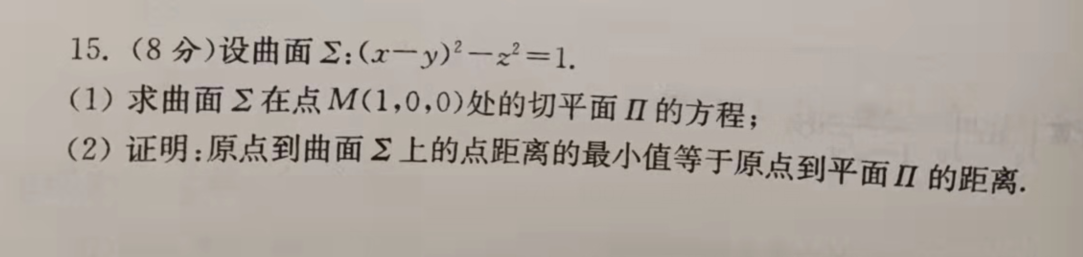 15. (8分)设曲面 Σ:(x−y)²−z²=1.
(1) 求曲面 Σ 在点 M(1,0,0)处的切平面 Π 的方程;
(2) 证明:原点到曲面 Σ 上的点距离的最小值等于原点到平面 Π 的距离.